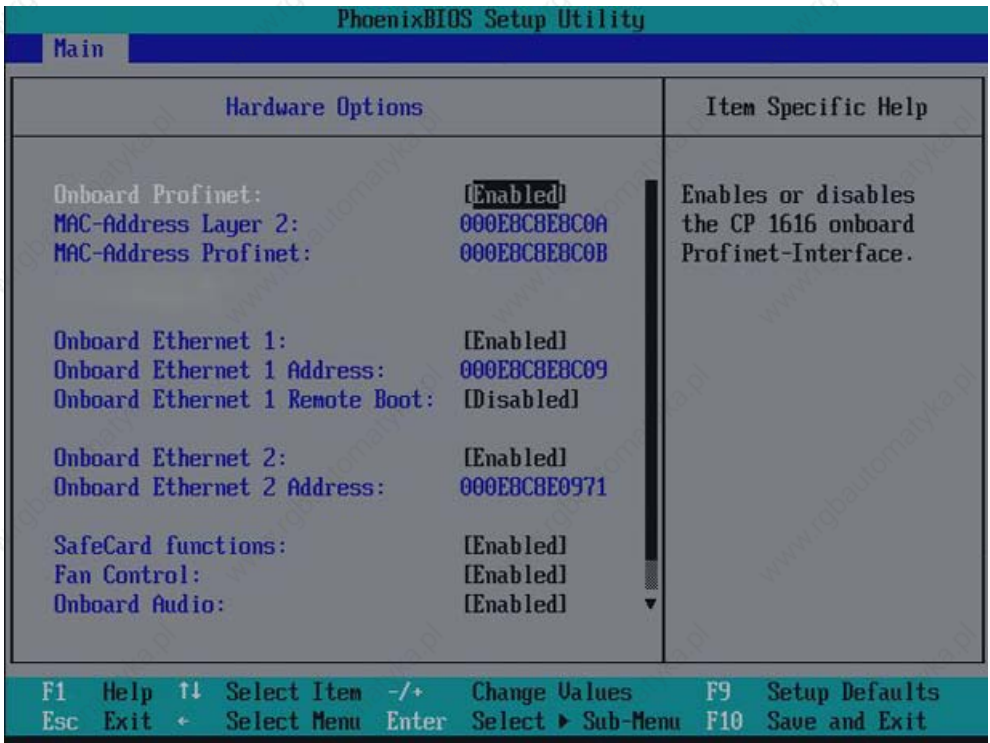 PhoenixBIOS Setup Utility
Main
Hardware Options
Item Specific Help
Onboard Profinet: [Enabled]
MAC-Address Layer 2: 000E8C8E8C0A
MAC-Address Profinet: 000E8C8E8C0B
Onboard Ethernet 1: [Enabled]
Onboard Ethernet 1 Address: 000E8C8E8C09
Onboard Ethernet 1 Remote Boot: [Disabled]
Onboard Ethernet 2: [Enabled]
Onboard Ethernet 2 Address: 000E8C8E0971
SafeCard functions: [Enabled]
Fan Control: [Enabled]
Onboard Audio: [Enabled]
Enables or disables
the CP 1616 onboard
Profinet-Interface.
F1 Help ↑↓ Select Item -/+ Change Values F9 Setup Defaults
Esc Exit ← Select Menu Enter Select ▶ Sub-Menu F10 Save and Exit
www.rgbautomatyka.pl